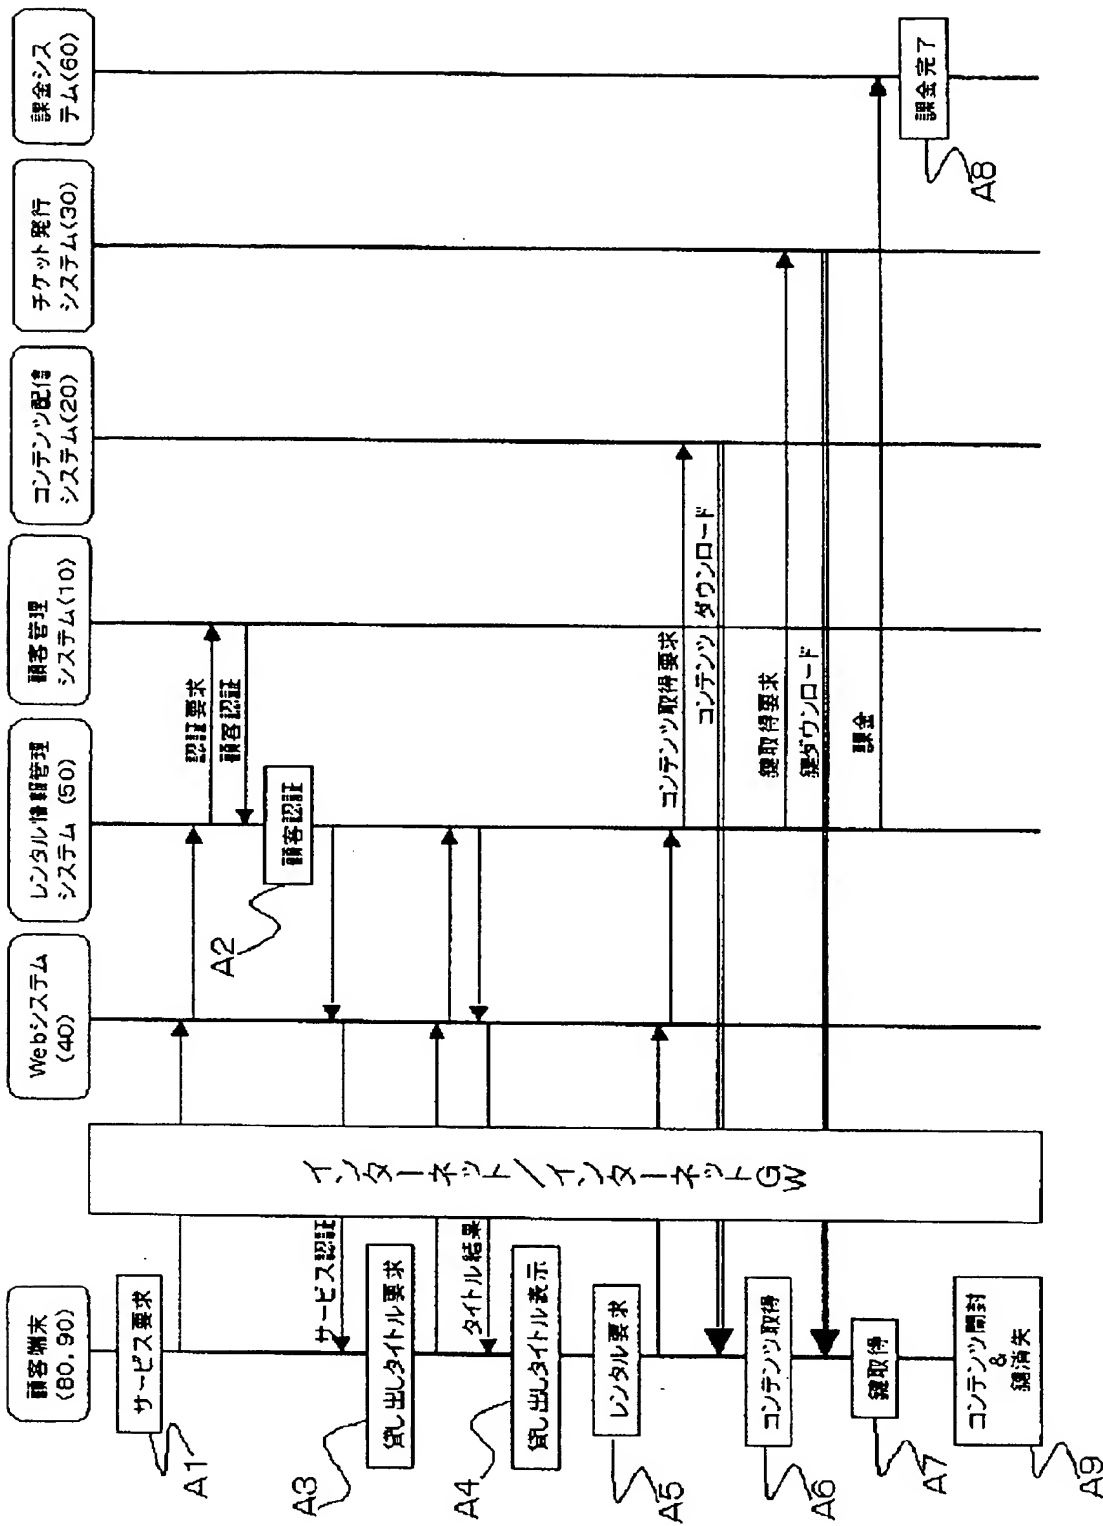 顧客端末
(80,90)
Webシステム
(40)
レンタル情報管理
システム (50)
顧客管理
システム(10)
コンテンツ配信
システム(20)
チケット発行
システム(30)
課金シス
テム(60)
サービス要求
A1
認証要求
顧客認証
顧客認証
A2
サービス認証
貸し出しタイトル要求
A3
タイトル結果
貸し出しタイトル表示
A4
レンタル要求
A5
コンテンツ取得要求
コンテンツ ダウンロード
コンテンツ取得
A6
鍵取得要求
鍵ダウンロード
鍵取得
A7
課金
課金完了
A8
コンテンツ開封
&
鍵消失
A9
インターネット/インターネットGW